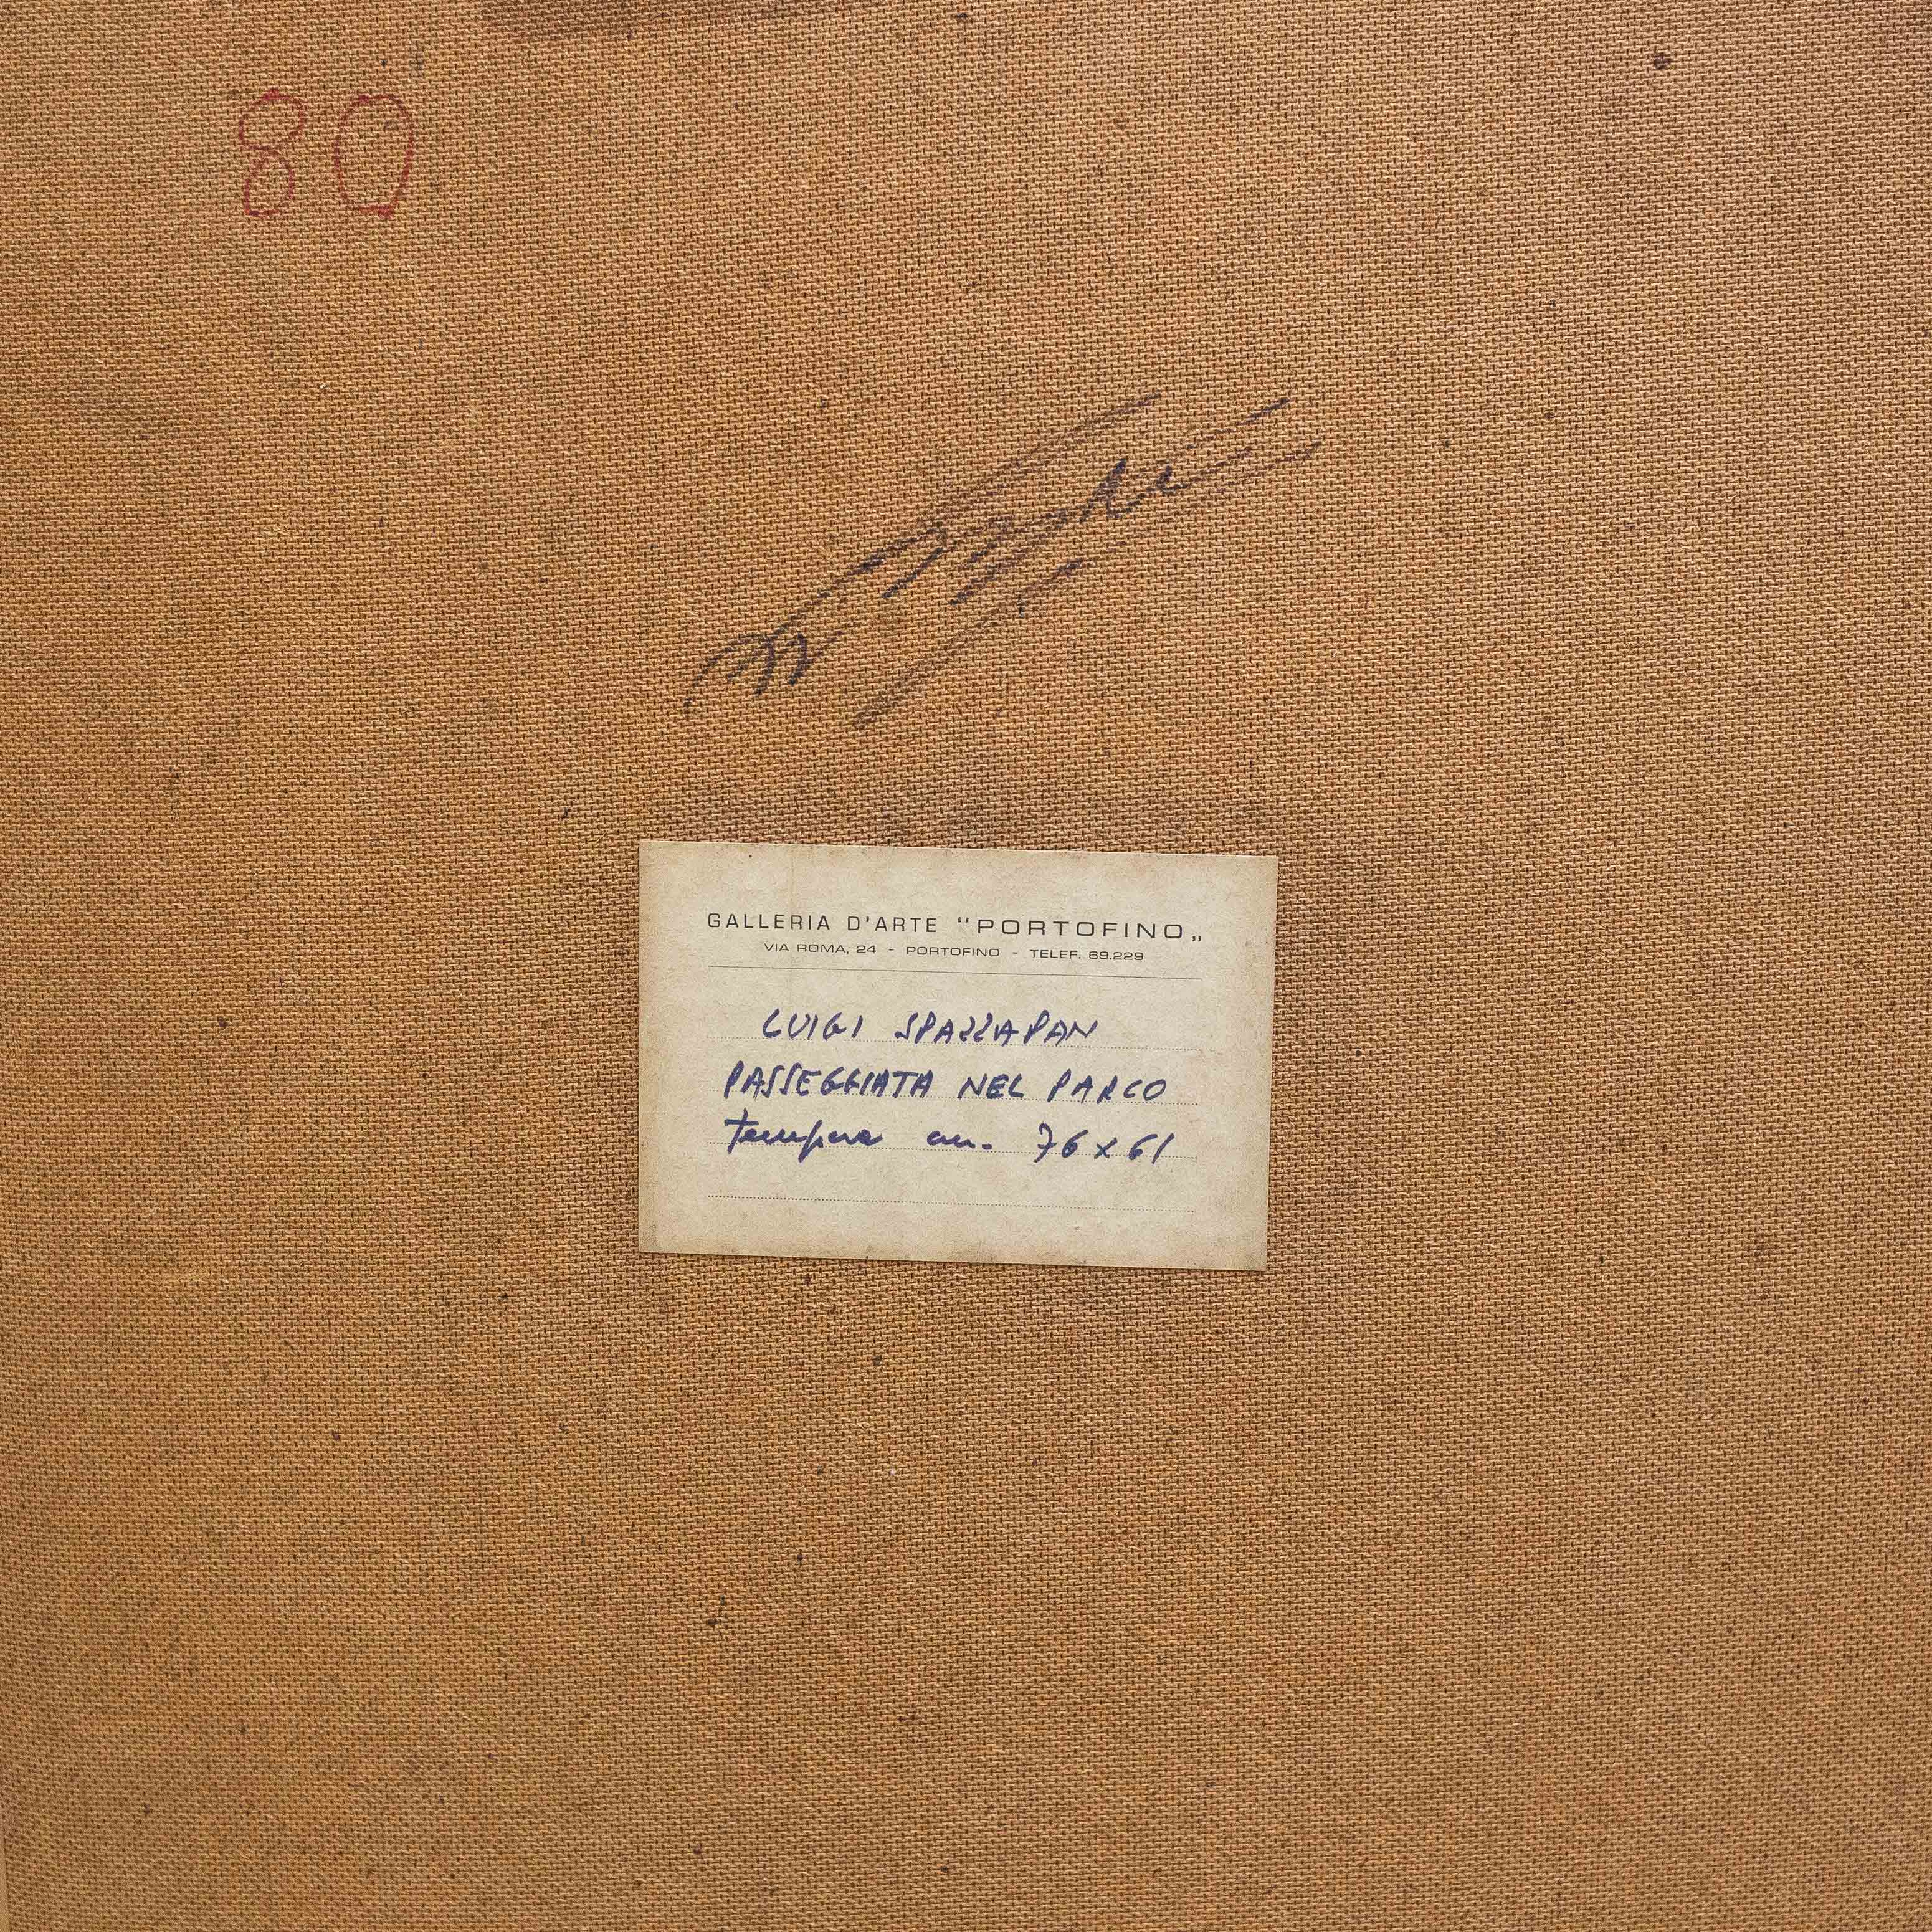 80
GALLERIA D'ARTE “PORTOFINO„
VIA ROMA, 24 - PORTOFINO - TELEF. 69.229
LUIGI SPAZZAPAN
PASSEGGIATA NEL PARCO
tempera cm. 76x61